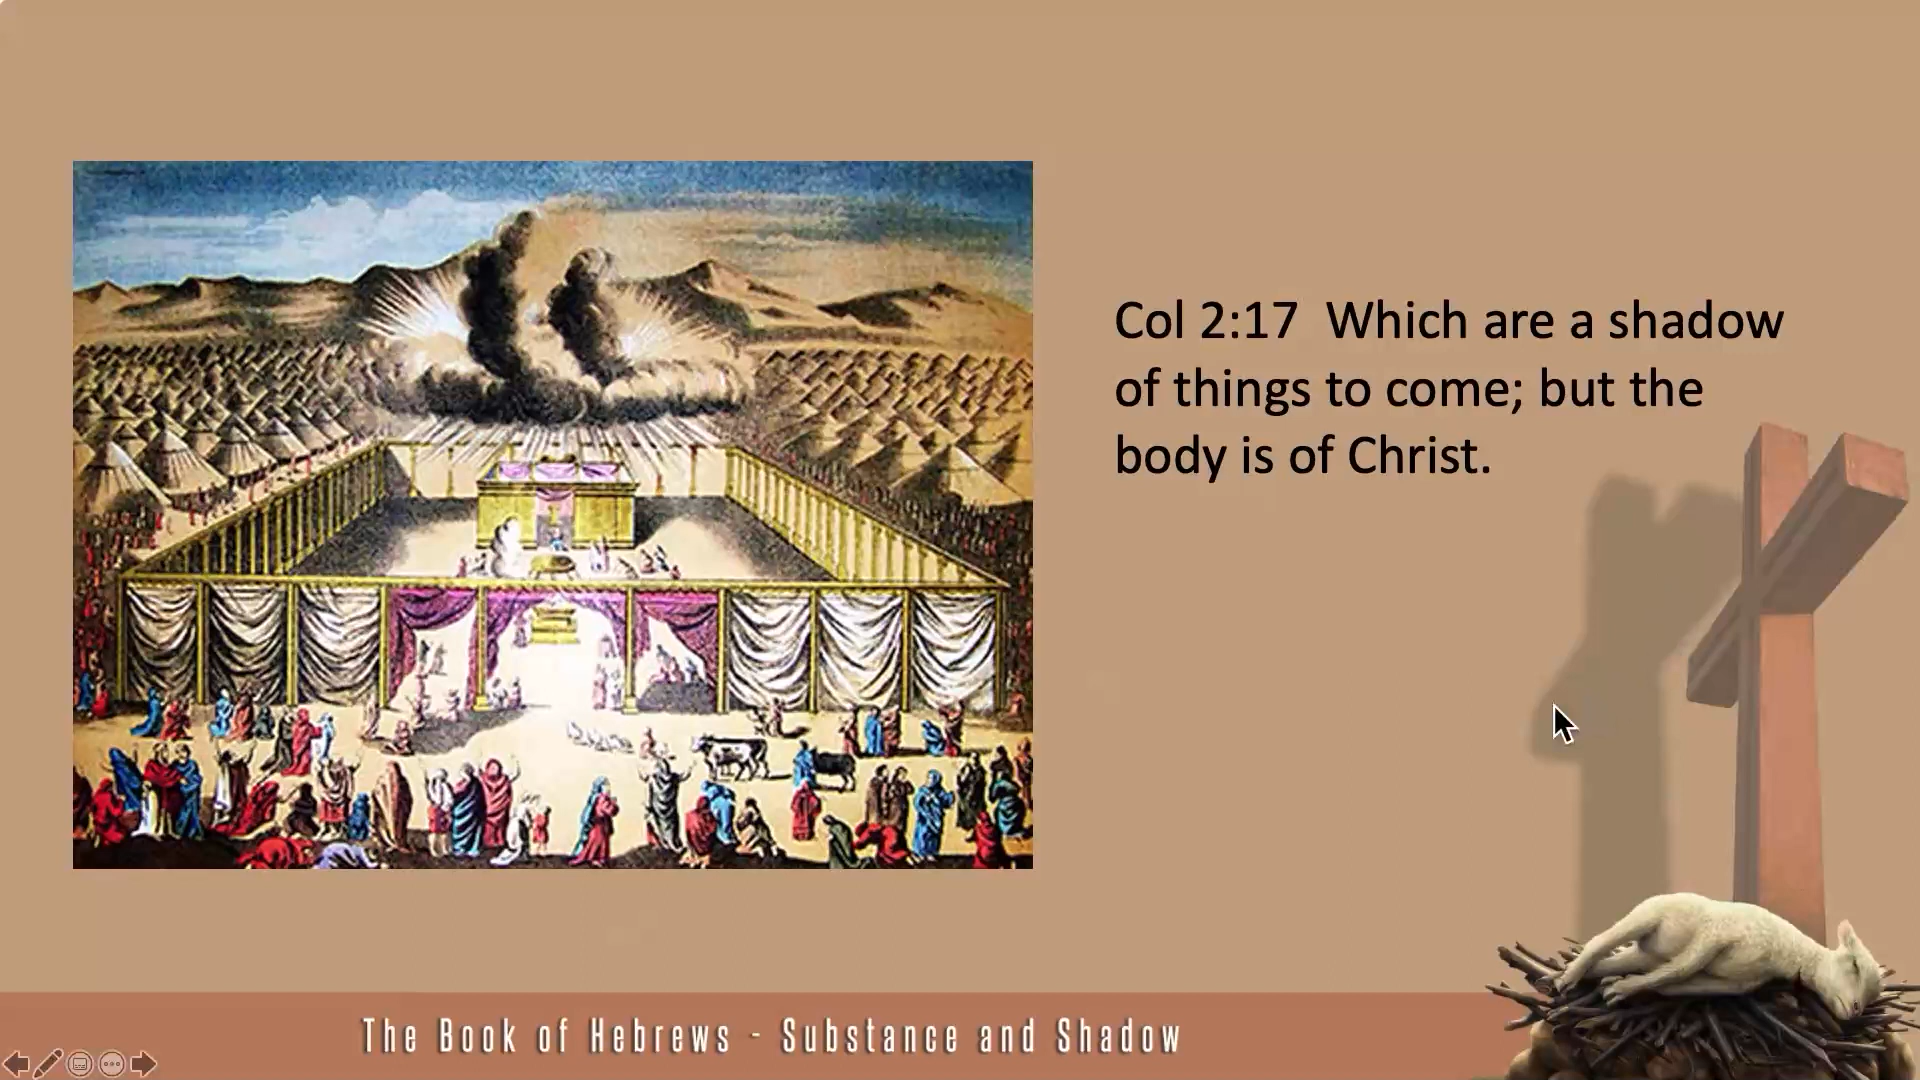 Col 2:17  Which are a shadow
of things to come; but the
body is of Christ.
The Book of Hebrews - Substance and Shadow